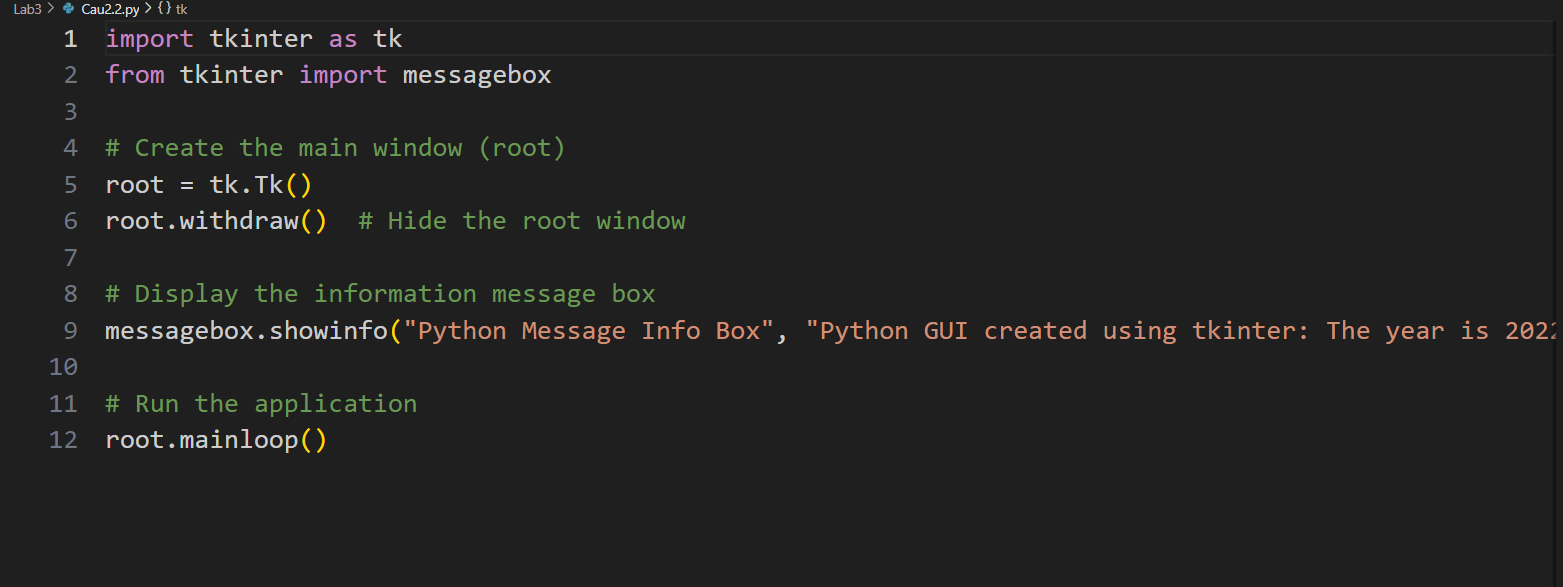 Lab3 > Cau2.2.py > {} tk
1 import tkinter as tk
2 from tkinter import messagebox
3
4 # Create the main window (root)
5 root = tk.Tk()
6 root.withdraw()  # Hide the root window
7
8 # Display the information message box
9 messagebox.showinfo("Python Message Info Box", "Python GUI created using tkinter: The year is 2022
10
11 # Run the application
12 root.mainloop()